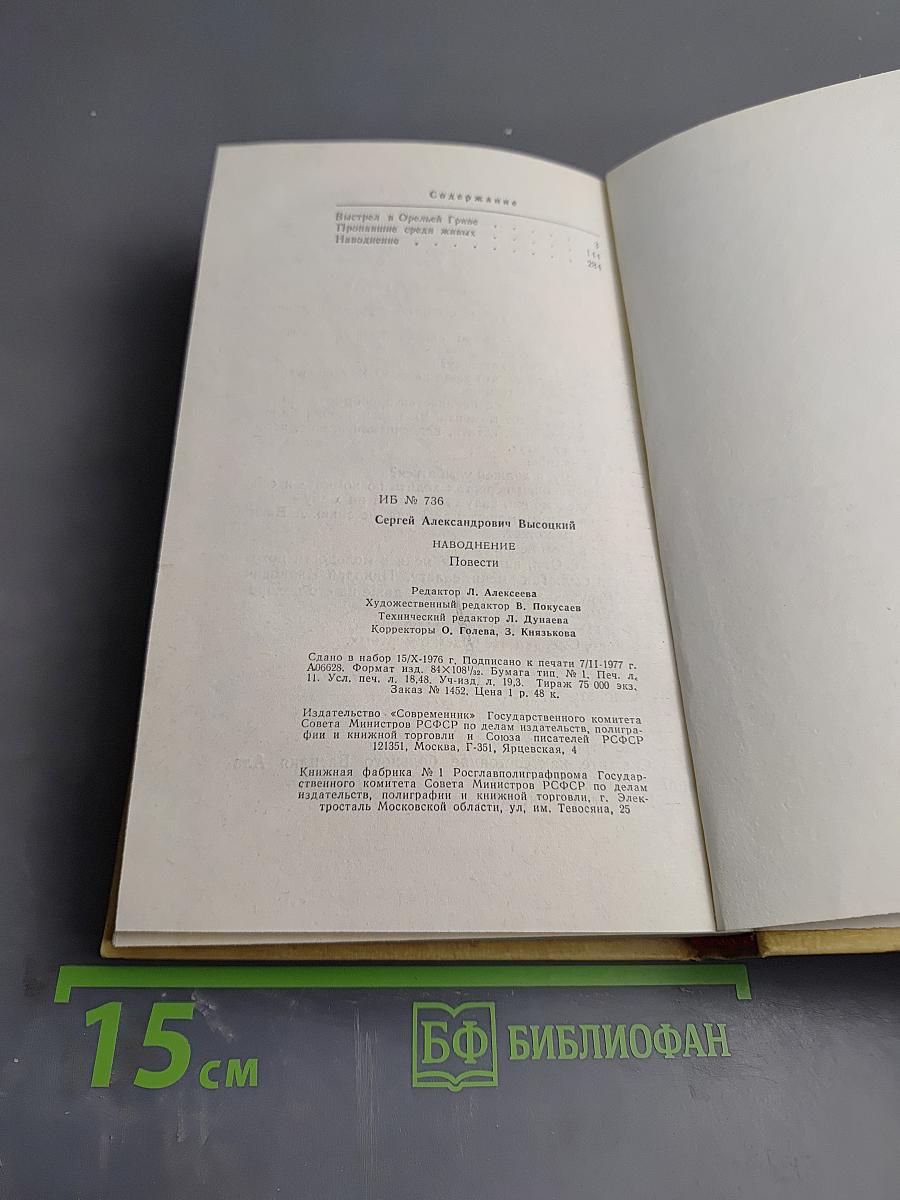 Содержание
Выстрел в Орельей Гриве . . . . . 3
Пропавшие среди живых . . . . . 141
Наводнение . . . . . . . . 284
ИБ № 736
Сергей Александрович Высоцкий
НАВОДНЕНИЕ
Повести
Редактор Л. Алексеева
Художественный редактор В. Покусаев
Технический редактор Л. Дунаева
Корректоры О. Голева, З. Князькова
Сдано в набор 15/X-1976 г. Подписано к печати 7/II-1977 г.
А06628. Формат изд. 84×108¹/₃₂. Бумага тип. № 1. Печ. л.
11. Усл. печ. л. 18,48. Уч-изд. л. 19,3. Тираж 75 000 экз.
Заказ № 1452. Цена 1 р. 48 к.
Издательство «Современник» Государственного комитета
Совета Министров РСФСР по делам издательств, полигра-
фии и книжной торговли и Союза писателей РСФСР
121351, Москва, Г-351, Ярцевская, 4
Книжная фабрика № 1 Росглавполиграфпрома Государ-
ственного комитета Совета Министров РСФСР по делам
издательств, полиграфии и книжной торговли, г. Элек-
тросталь Московской области, ул, им. Тевосяна, 25
15 см
БФ БИБЛИОФАН